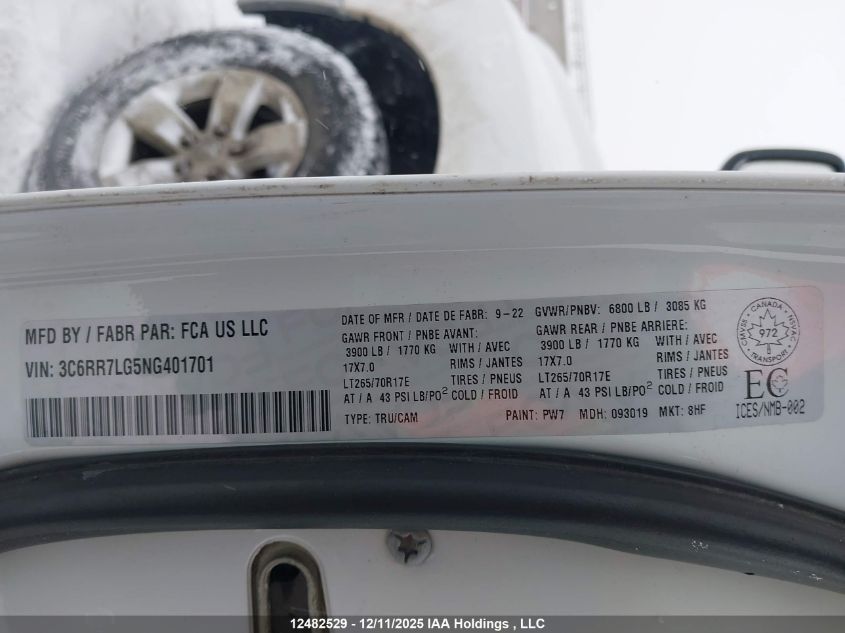 MFD BY / FABR PAR: FCA US LLC
VIN: 3C6RR7LG5NG401701
DATE OF MFR / DATE DE FABR: 9-22 GVWR/PNBV: 6800 LB / 3085 KG
GAWR FRONT / PNBE AVANT: GAWR REAR / PNBE ARRIERE:
3900 LB / 1770 KG WITH / AVEC 3900 LB / 1770 KG WITH / AVEC
17X7.0 RIMS / JANTES 17X7.0 RIMS / JANTES
LT265/70R17E TIRES / PNEUS LT265/70R17E TIRES / PNEUS
AT / A 43 PSI LB/PO² COLD / FROID AT / A 43 PSI LB/PO² COLD / FROID
TYPE: TRU/CAM PAINT: PW7 MDH: 093019 MKT: 8HF
CANADA
CMVSS 972 NSVAC
TRANSPORT
EC
ICES/NMB-002
12482529 - 12/11/2025 IAA Holdings , LLC